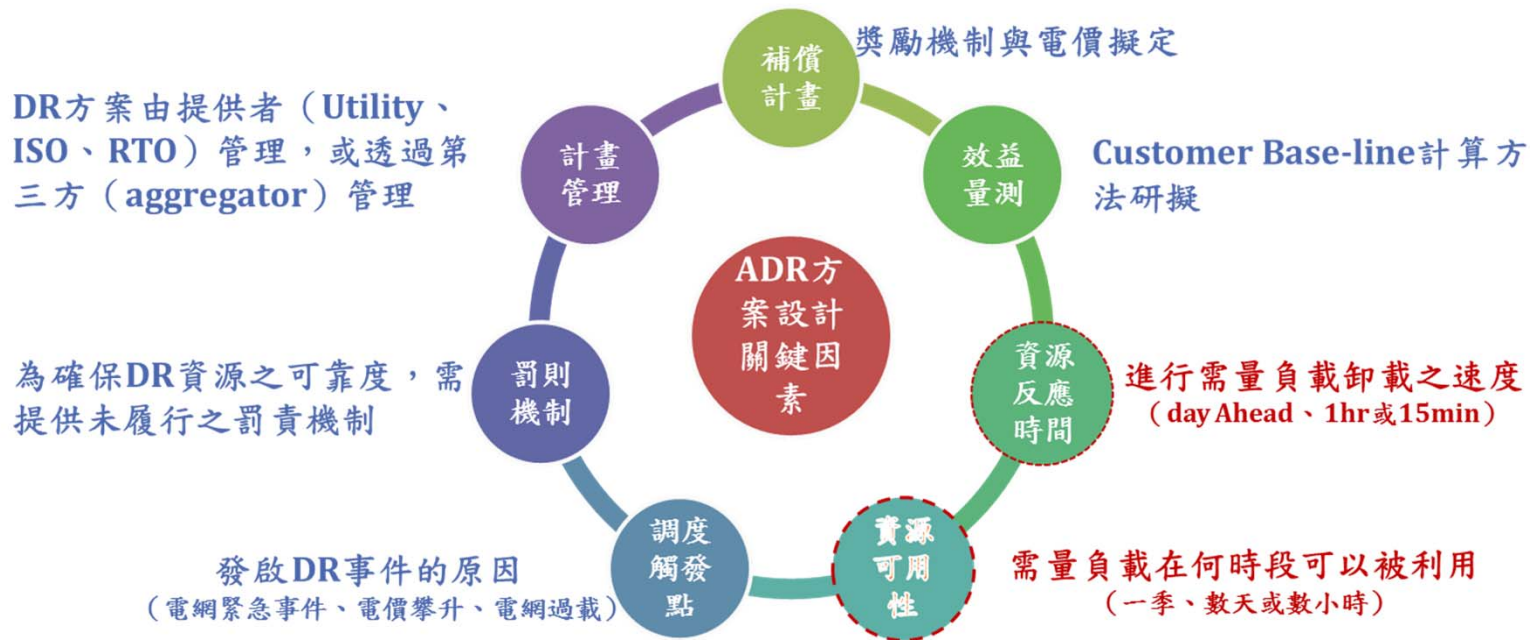 ADR方
案設計
關鍵因
素
補償
計畫
獎勵機制與電價擬定
效益
量測
Customer Base-line計算方
法研擬
資源
反應
時間
進行需量負載卸載之速度
（day Ahead、1hr或15min）
資源
可用
性
需量負載在何時段可以被利用
（一季、數天或數小時）
調度
觸發
點
發啟DR事件的原因
（電網緊急事件、電價攀升、電網過載）
罰則
機制
為確保DR資源之可靠度，需
提供未履行之罰責機制
計畫
管理
DR方案由提供者（Utility、
ISO、RTO）管理，或透過第
三方（aggregator）管理